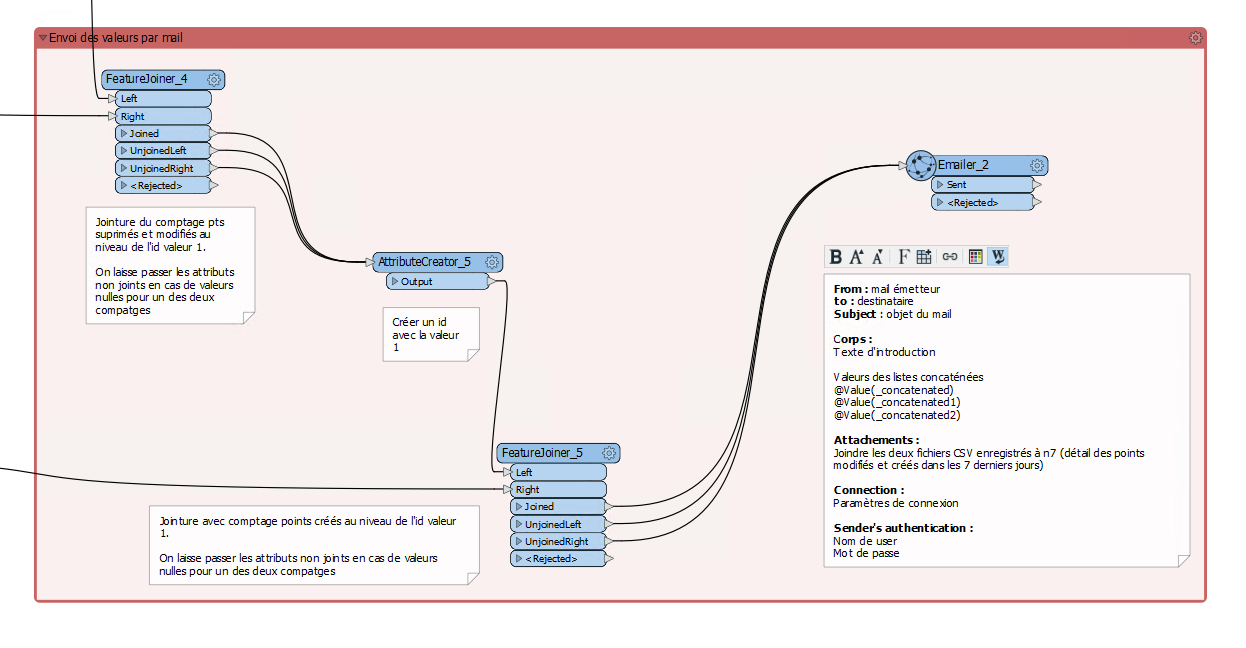 Envoi des valeurs par mail
FeatureJoiner_4
Left
Right
Joined
UnjoinedLeft
UnjoinedRight
<Rejected>
Jointure du comptage pts
suprimés et modifiés au
niveau de l'id valeur 1.
On laisse passer les attributs
non joints en cas de valeurs
nulles pour un des deux
compatges
AttributeCreator_5
Output
Créer un id
avec la valeur
1
FeatureJoiner_5
Left
Right
Joined
UnjoinedLeft
UnjoinedRight
<Rejected>
Jointure avec comptage points créés au niveau de l'id valeur
1.
On laisse passer les attributs non joints en cas de valeurs
nulles pour un des deux compatges
Emailer_2
Sent
<Rejected>
B A A F
From : mail émetteur
to : destinataire
Subject : objet du mail
Corps :
Texte d'introduction
Valeurs des listes concaténées
@Value(_concatenated)
@Value(_concatenated1)
@Value(_concatenated2)
Attachements :
Joindre les deux fichiers CSV enregistrés à n7 (détail des points
modifiés et créés dans les 7 derniers jours)
Connection :
Paramètres de connexion
Sender's authentication :
Nom de user
Mot de passe